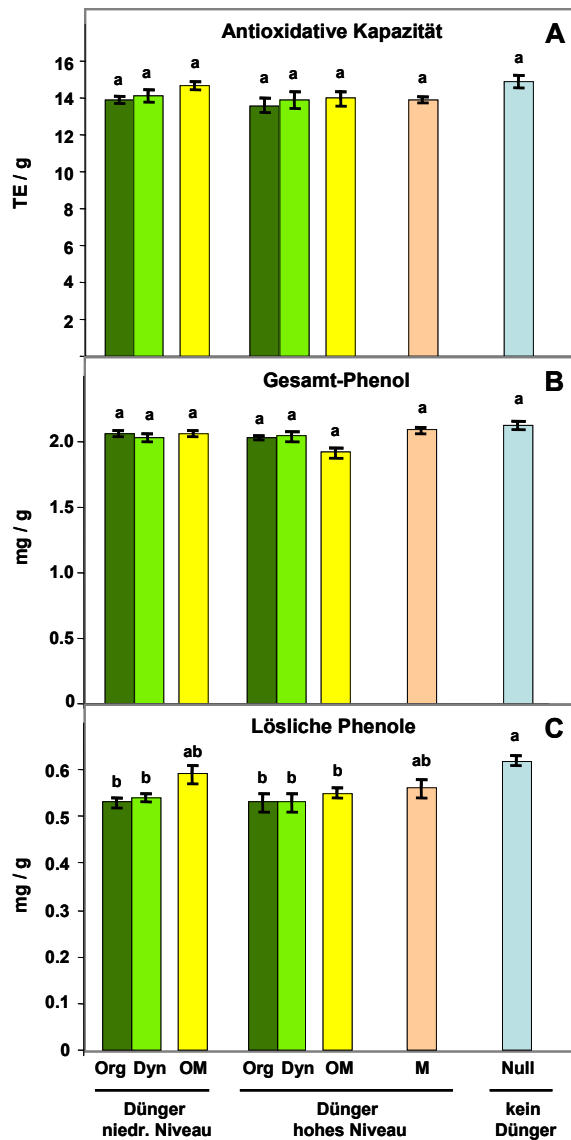 Antioxidative Kapazität A
16
14
12
10
8
6
4
2
TE / g
a a a a a a a a
Gesamt-Phenol B
2.0
1.5
1.0
0.5
0
mg / g
a a a a a a a a
Lösliche Phenole C
0.6
0.5
0.4
0.3
0.2
0.1
0
mg / g
b b ab b b b ab a
Org Dyn OM Org Dyn OM M Null
Dünger
niedr. Niveau
Dünger
hohes Niveau
kein
Dünger